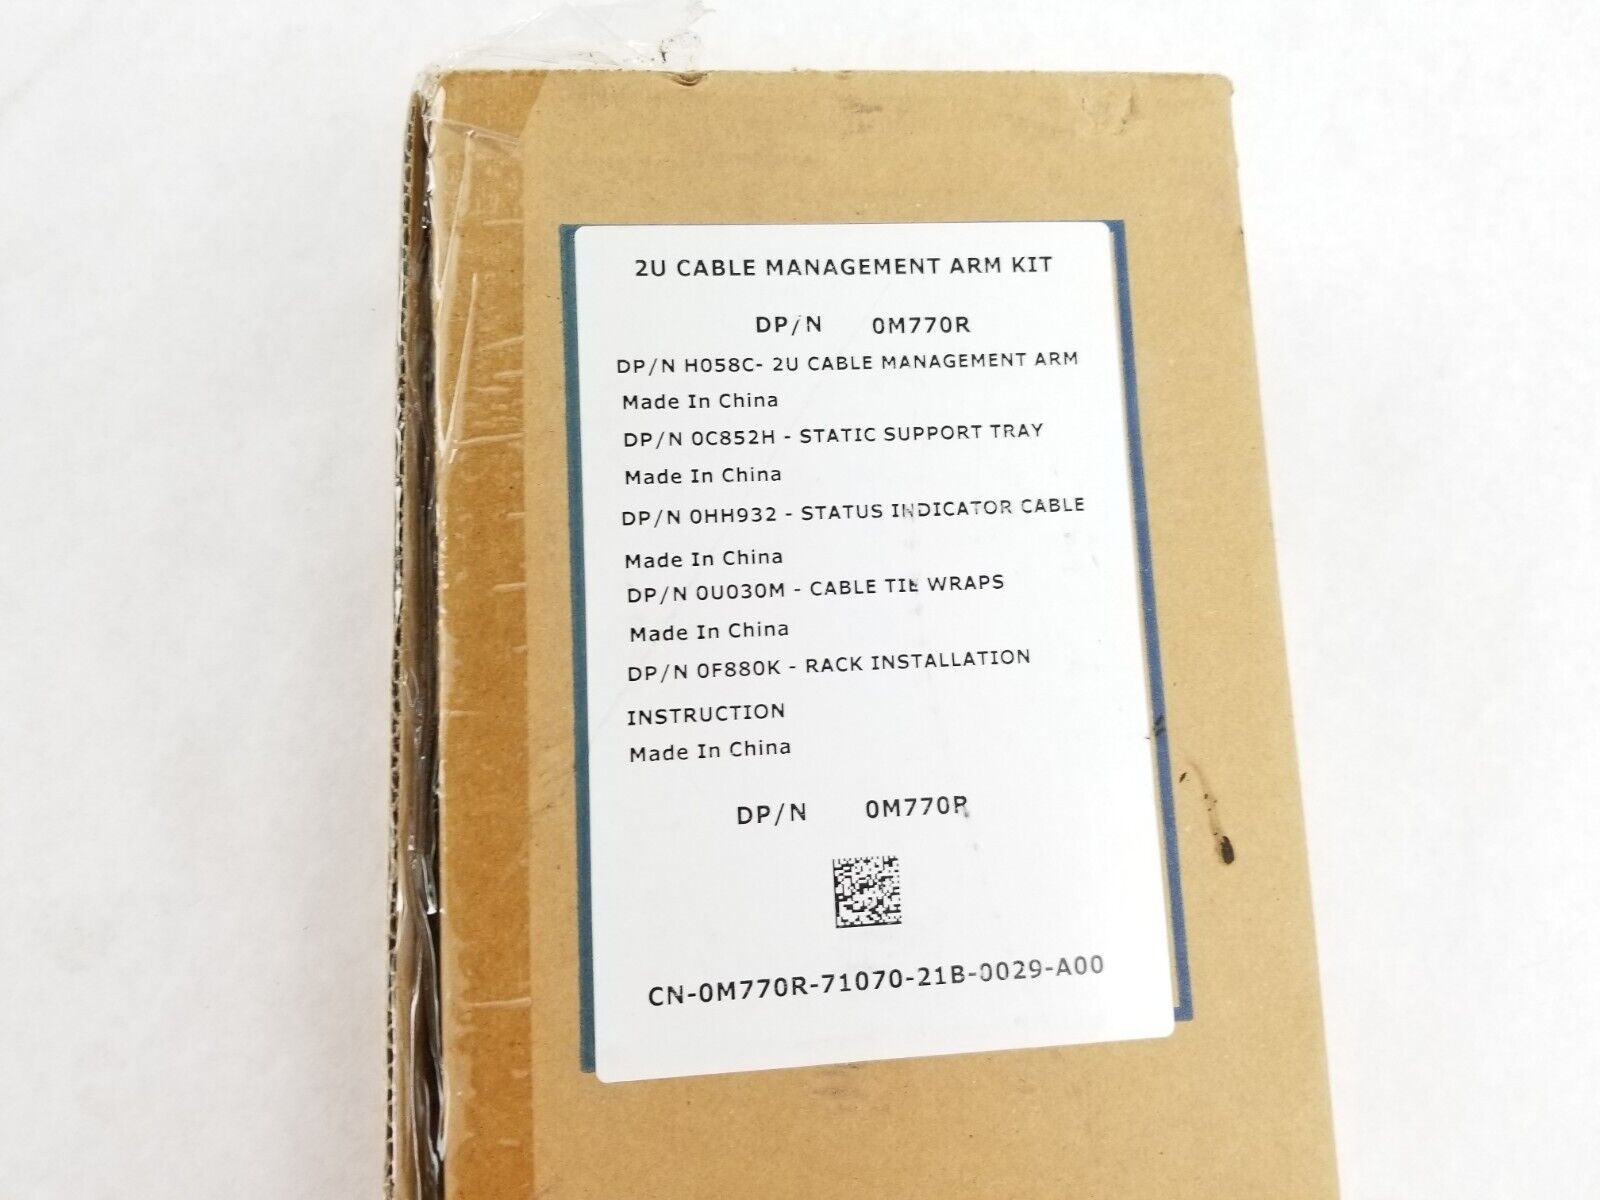 2U CABLE MANAGEMENT ARM KIT
DP/N 0M770R
DP/N H058C- 2U CABLE MANAGEMENT ARM
Made In China
DP/N 0C852H - STATIC SUPPORT TRAY
Made In China
DP/N 0HH932 - STATUS INDICATOR CABLE
Made In China
DP/N 0U030M - CABLE TIE WRAPS
Made In China
DP/N 0F880K - RACK INSTALLATION
INSTRUCTION
Made In China
DP/N 0M770R
CN-0M770R-71070-21B-0029-A00